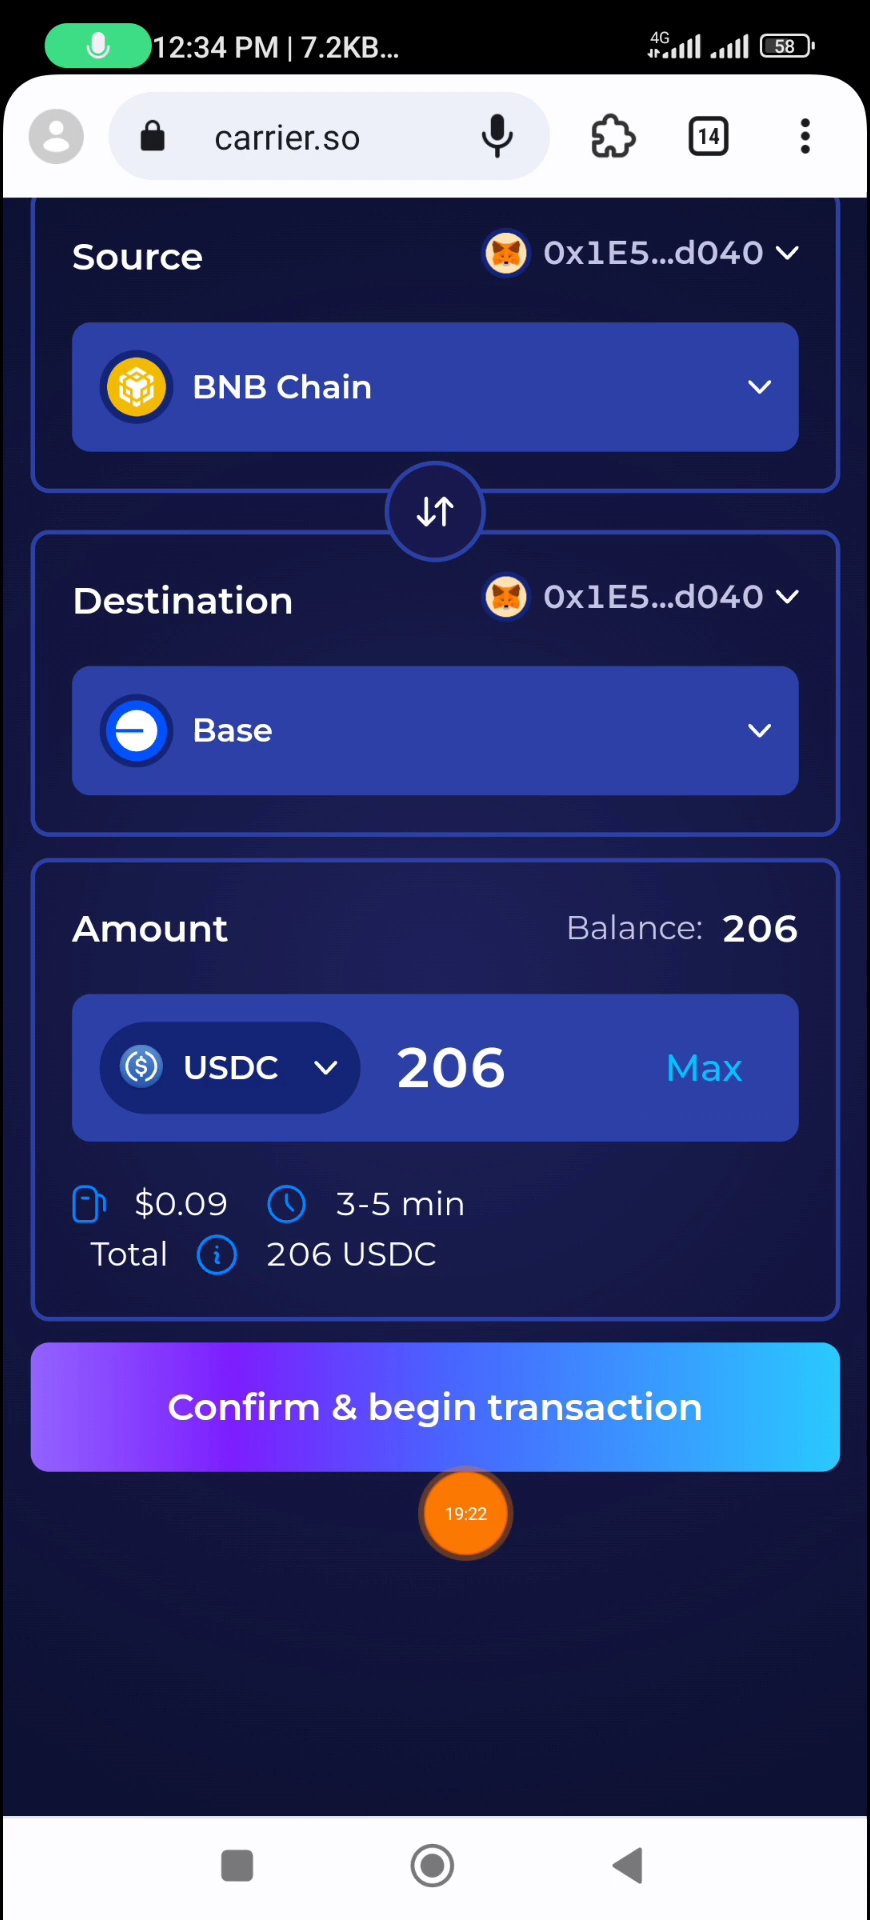 12:34 PM | 7.2KB...
4G
58
carrier.so
14
Source
0x1E5...d040
BNB Chain
Destination
0x1E5...d040
Base
Amount
Balance: 206
USDC
206
Max
$0.09
3-5 min
Total
206 USDC
Confirm & begin transaction
19:22